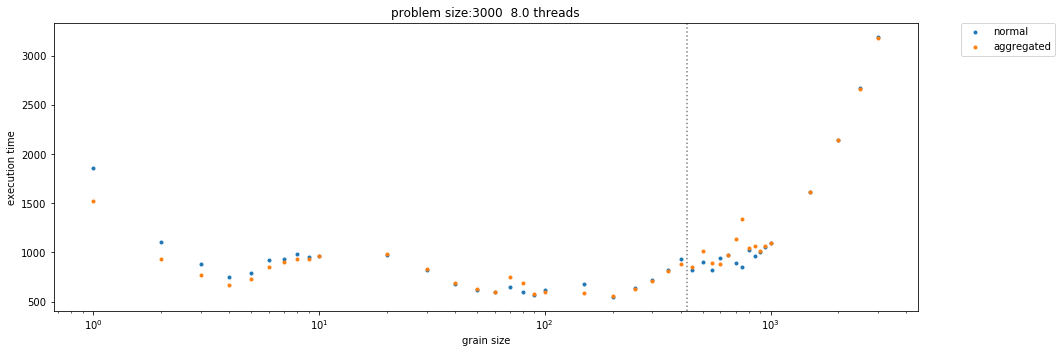 problem size:3000  8.0 threads
normal
aggregated
3000
2500
2000
1500
1000
500
execution time
10⁰
10¹
10²
10³
grain size